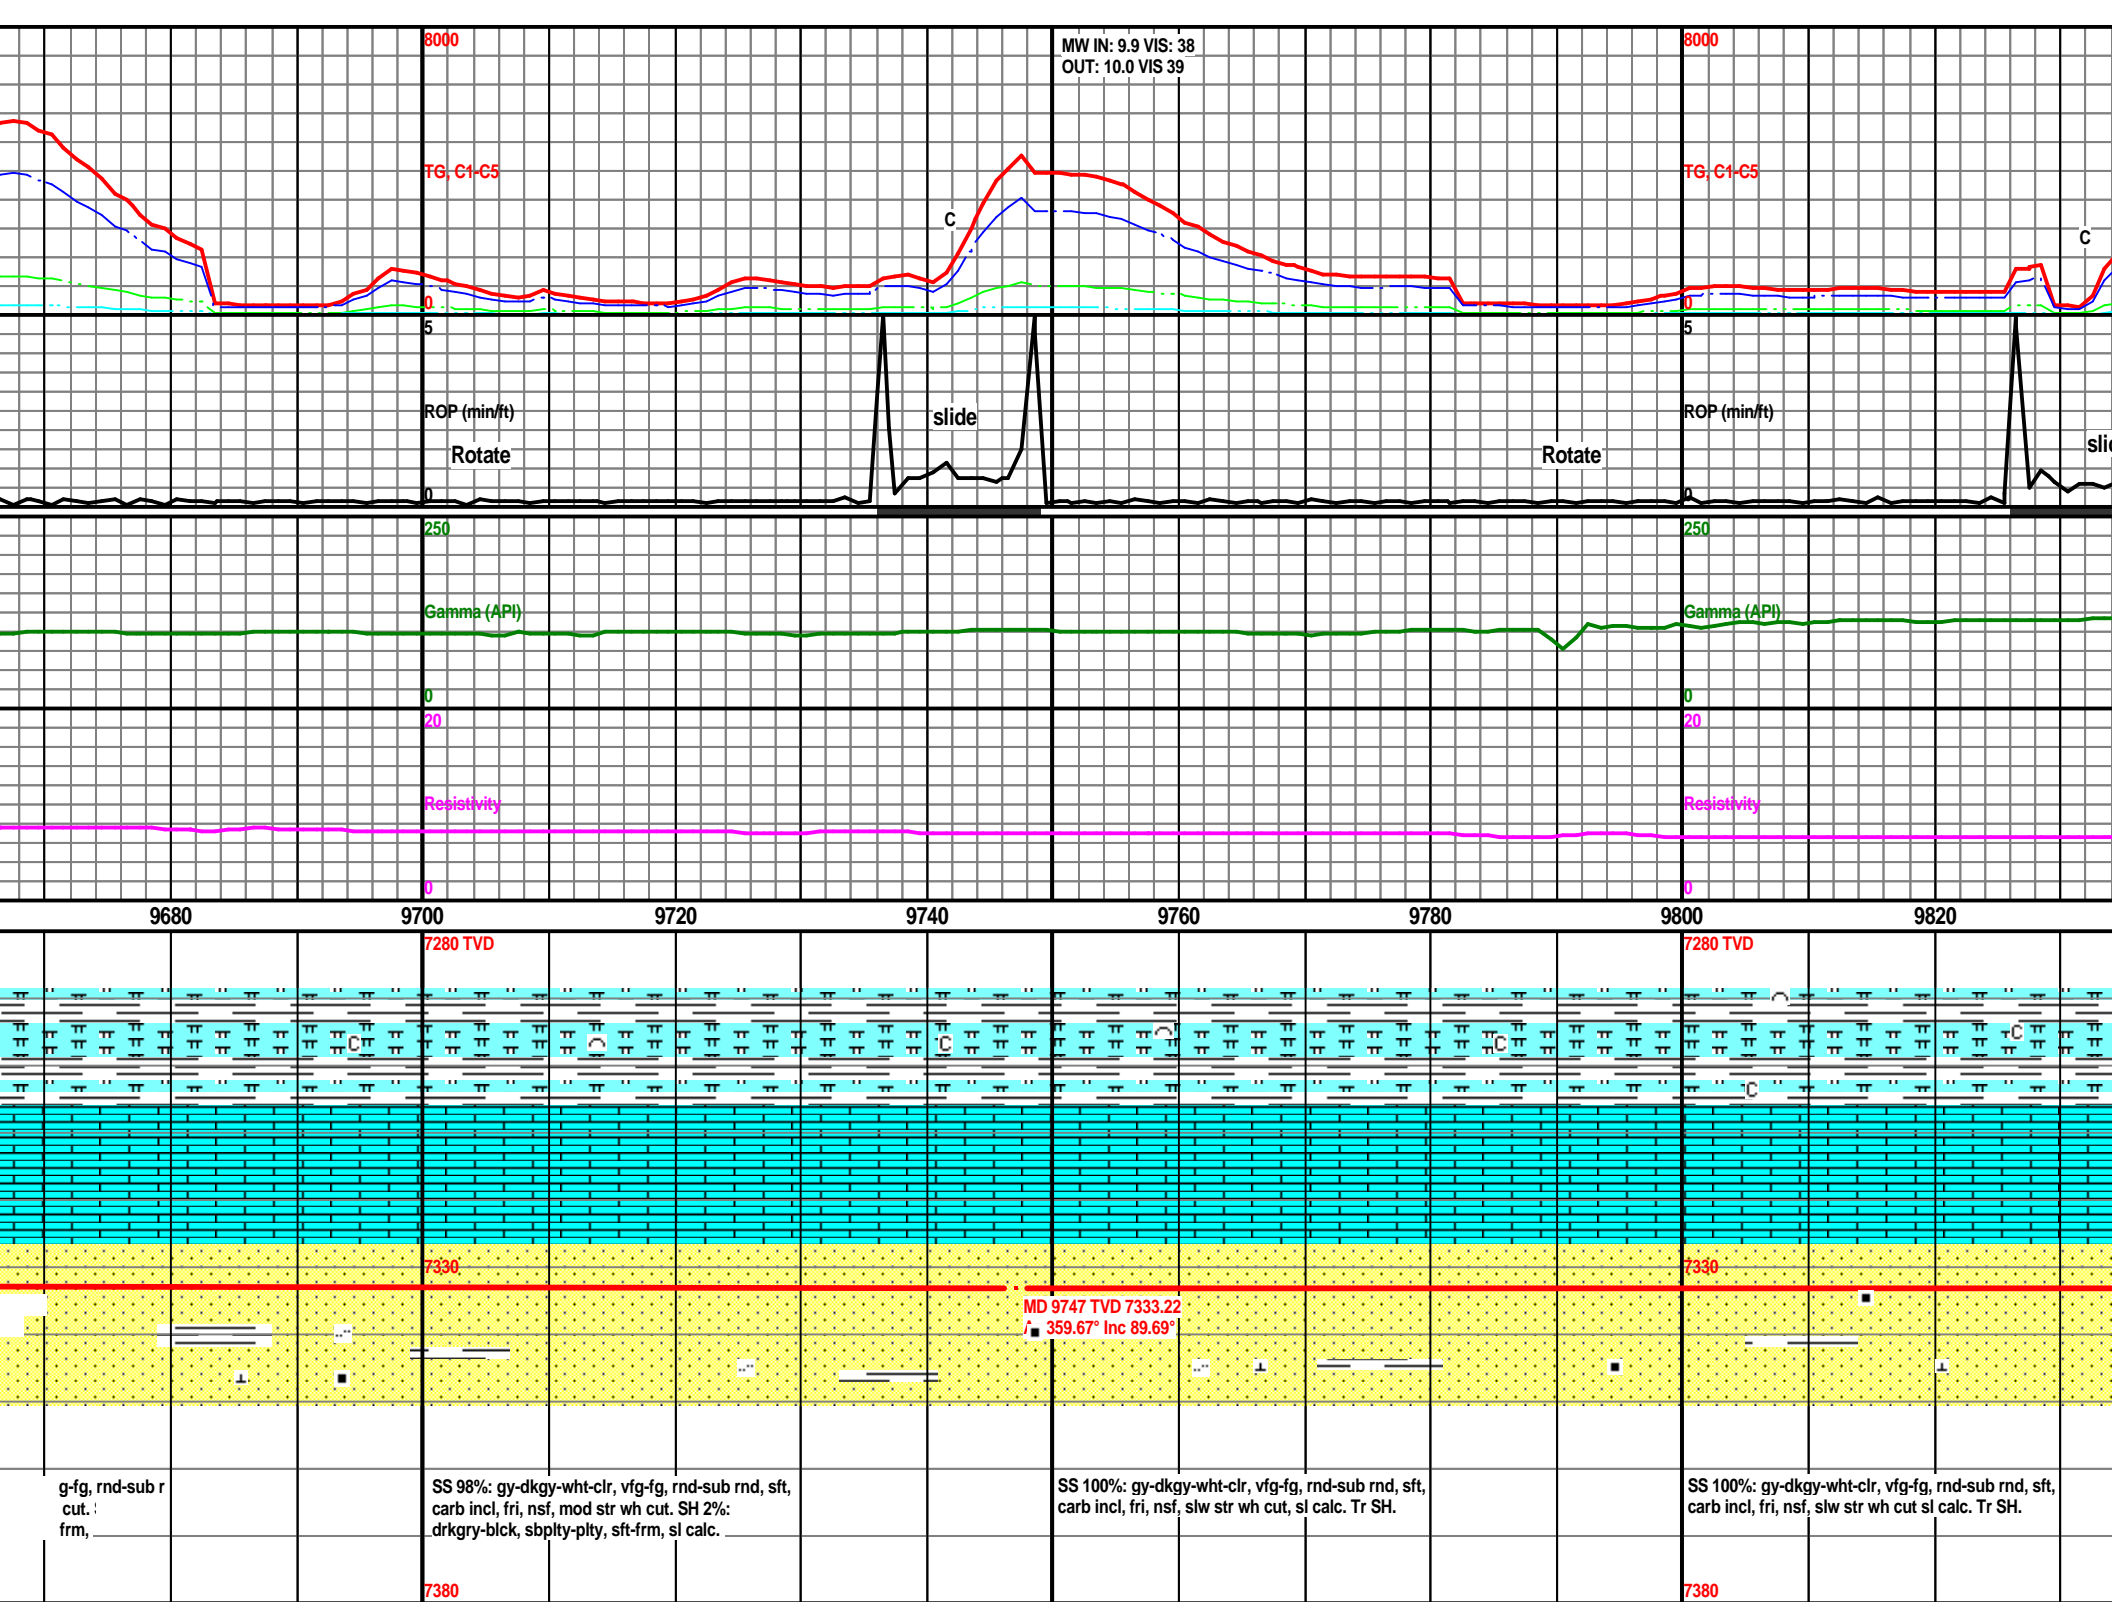 8000
MW IN: 9.9 VIS: 38
OUT: 10.0 VIS 39
8000
TG, C1-C5
TG, C1-C5
C
C
0
0
5
5
ROP (min/ft)
slide
ROP (min/ft)
Rotate
Rotate
0
0
250
250
Gamma (API)
Gamma (API)
0
0
20
20
Resistivity
Resistivity
0
0
9680 9700 9720 9740 9760 9780 9800 9820
7280 TVD
7280 TVD
C
C
C
C
C
7330
7330
MD 9747 TVD 7333.22
359.67° Inc 89.69°
g-fg, rnd-sub r
cut.
frm,
SS 98%: gy-dkgy-wht-clr, vfg-fg, rnd-sub rnd, sft,
carb incl, fri, nsf, mod str wh cut. SH 2%:
drkgry-blck, sbplty-plty, sft-frm, sl calc.
SS 100%: gy-dkgy-wht-clr, vfg-fg, rnd-sub rnd, sft,
carb incl, fri, nsf, slw str wh cut, sl calc. Tr SH.
SS 100%: gy-dkgy-wht-clr, vfg-fg, rnd-sub rnd, sft,
carb incl, fri, nsf, slw str wh cut sl calc. Tr SH.
7380
7380